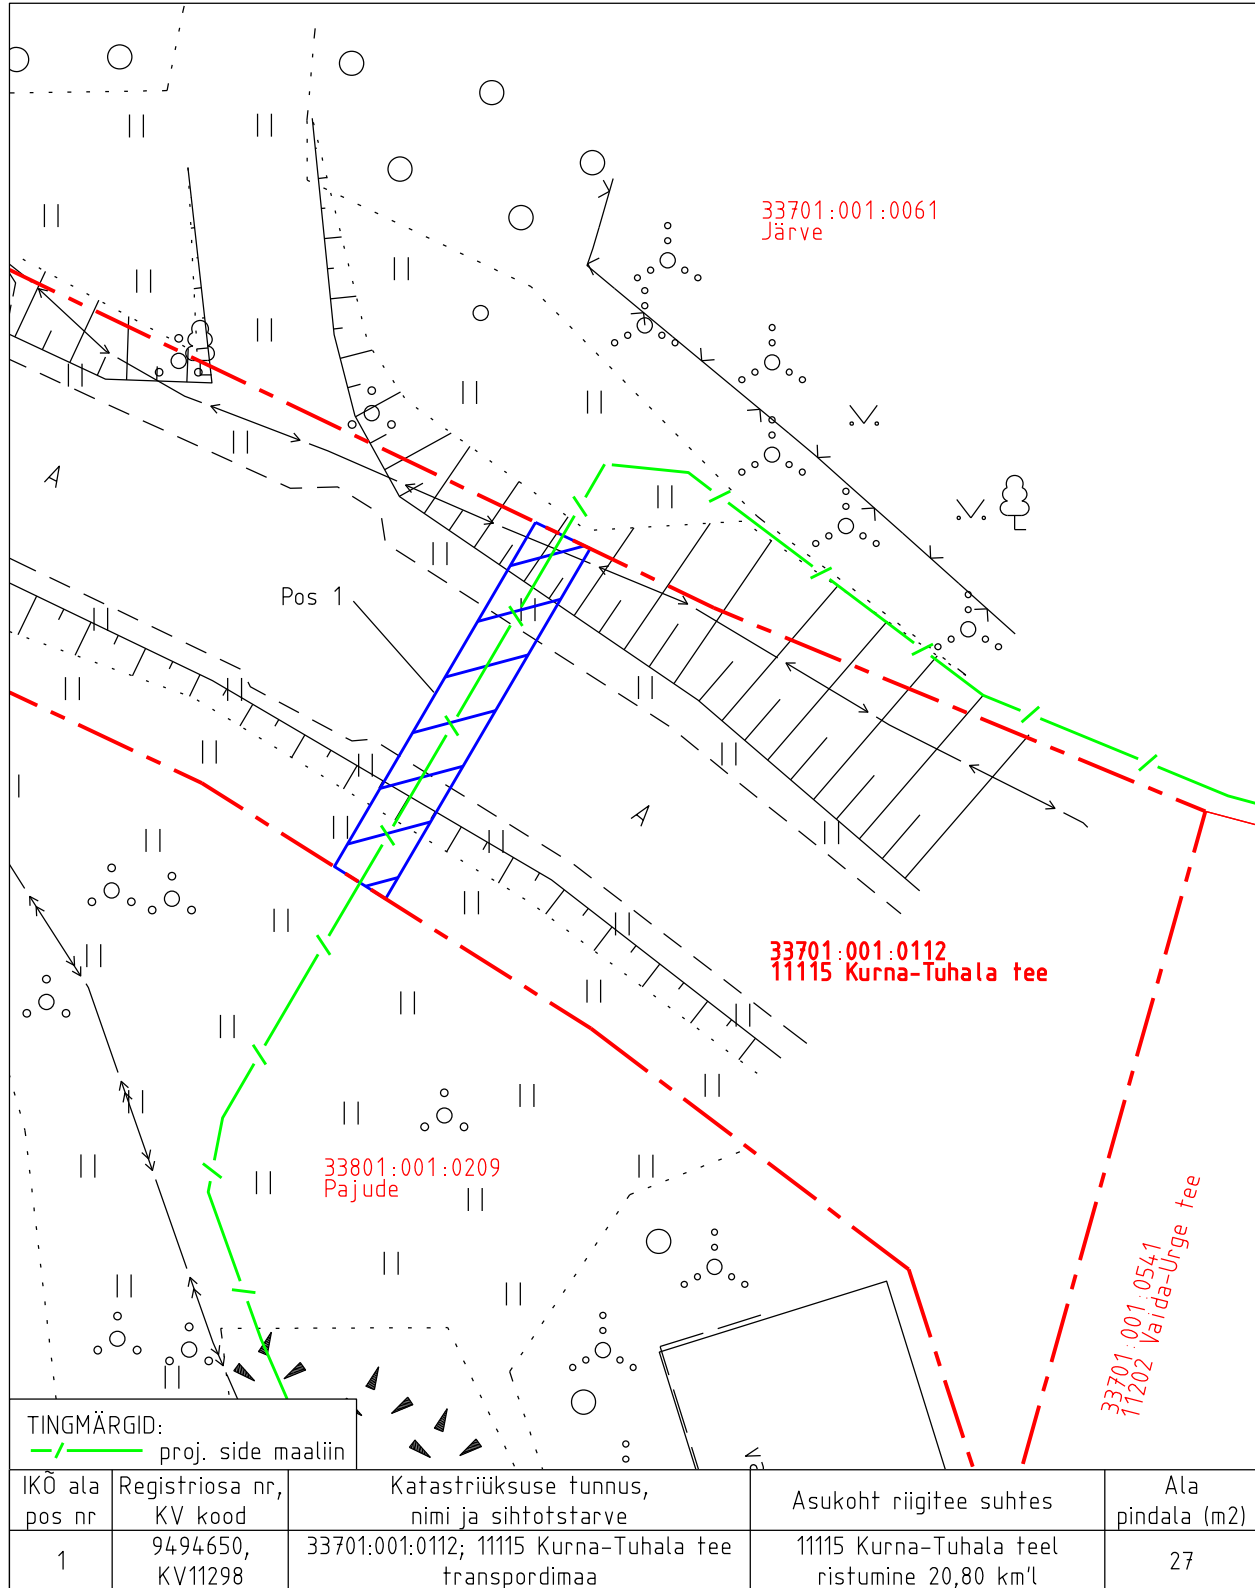 33701:001:0061
Järve
A
Pos 1
A
33701:001:0112
11115 Kurna-Tuhala tee
33801:001:0209
Pajude
33701:001:0541
11202 Vaida-Urge tee
TINGMÄRGID:
proj. side maaliin
IKÕ ala pos nr
Registriosa nr, KV kood
Katastriüksuse tunnus, nimi ja sihtotstarve
Asukoht riigitee suhtes
Ala pindala (m2)
1
9494650, KV11298
33701:001:0112; 11115 Kurna-Tuhala tee transpordimaa
11115 Kurna-Tuhala teel ristumine 20,80 km'l
27